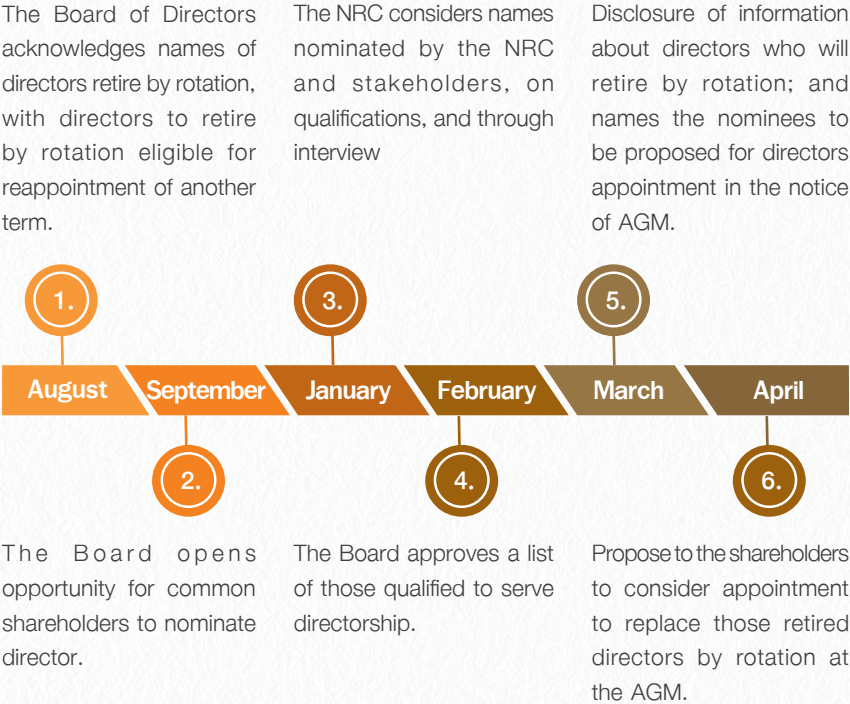 The Board of Directors
acknowledges names of
directors retire by rotation,
with directors to retire
by rotation eligible for
reappointment of another
term.
The NRC considers names
nominated by the NRC
and stakeholders, on
qualifications, and through
interview
Disclosure of information
about directors who will
retire by rotation; and
names the nominees to
be proposed for directors
appointment in the notice
of AGM.
1.
3.
5.
August
September
January
February
March
April
2.
4.
6.
The Board opens
opportunity for common
shareholders to nominate
director.
The Board approves a list
of those qualified to serve
directorship.
Propose to the shareholders
to consider appointment
to replace those retired
directors by rotation at
the AGM.